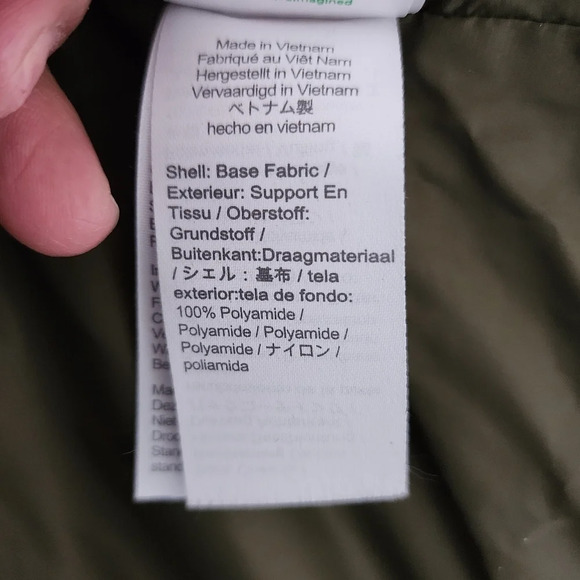 reimagined
Made in Vietnam
Fabriqué au Viêt Nam
Hergestellt in Vietnam
Vervaardigd in Vietnam
ベトナム製
hecho en vietnam
Shell: Base Fabric /
Exterieur: Support En
Tissu / Oberstoff:
Grundstoff /
Buitenkant:Draagmateriaal
/ シェル : 基布 / tela
exterior:tela de fondo:
100% Polyamide /
Polyamide / Polyamide /
Polyamide / ナイロン /
poliamida